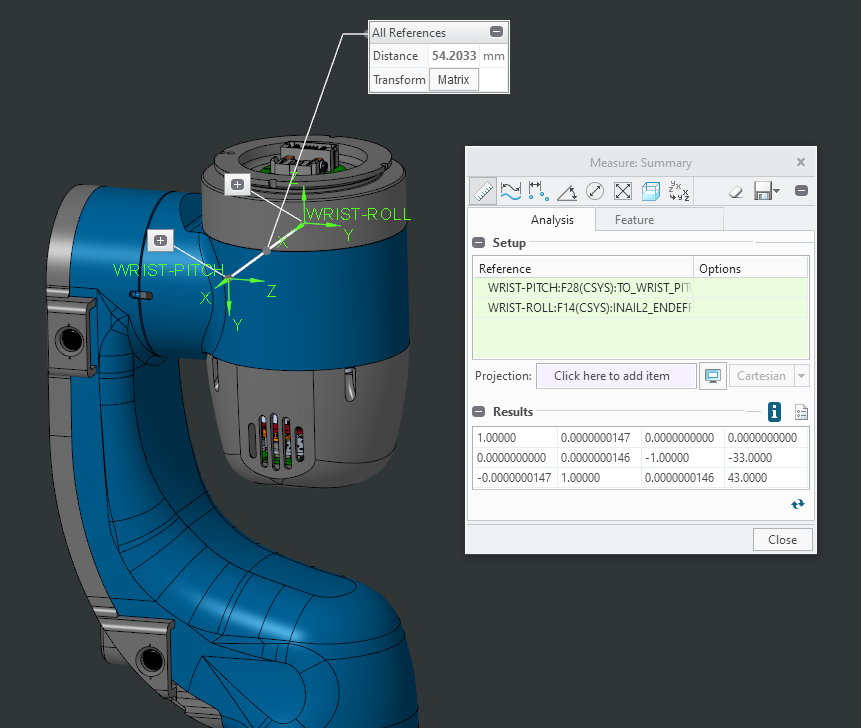 All References
Distance 54.2033 mm
Transform Matrix
WRIST-ROLL
X Y
WRIST-PITCH
X Z
Y
Measure: Summary
Analysis Feature
Setup
Reference Options
WRIST-PITCH:F28(CSYS):TO_WRIST_PIT
WRIST-ROLL:F14(CSYS):INAIL2_ENDEFF
Projection: Click here to add item Cartesian
Results
1.00000 0.0000000147 0.0000000000 0.0000000000
0.0000000000 0.0000000146 -1.00000 -33.0000
-0.0000000147 1.00000 0.0000000146 43.0000
Close